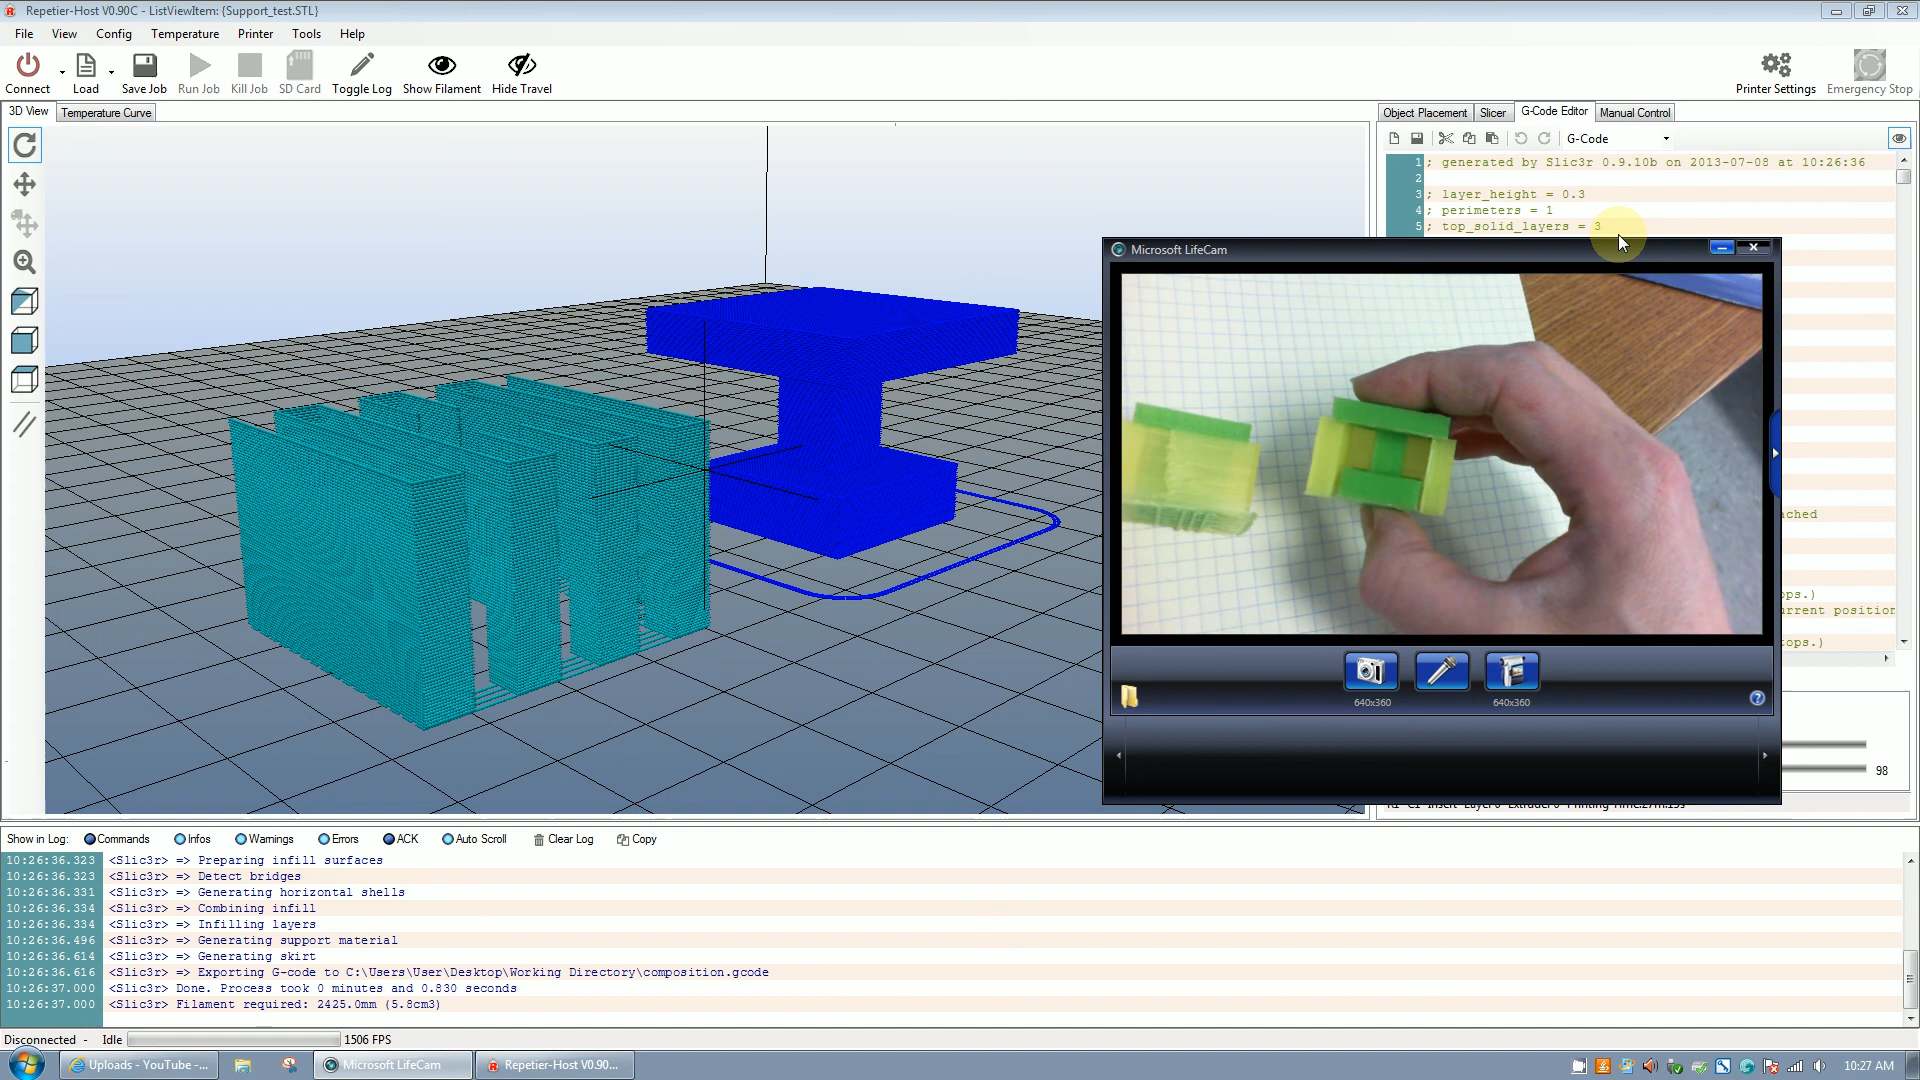 Repetier-Host V0.90C - ListViewItem: {Support_test.STL}
File View Config Temperature Printer Tools Help
Connect Load Save Job Run Job Kill Job SD Card Toggle Log Show Filament Hide Travel Printer Settings Emergency Stop
3D View Temperature Curve
Object Placement Slicer G-Code Editor Manual Control
G-Code
1 ; generated by Slic3r 0.9.10b on 2013-07-08 at 10:26:36
2
3 ; layer_height = 0.3
4 ; perimeters = 1
5 ; top_solid_layers = 3
Microsoft LifeCam
ached
ops.)
urrent position
tops.)
640x360 640x360
98
Show in Log: Commands Infos Warnings Errors ACK Auto Scroll Clear Log Copy
10:26:36.323 <Slic3r> => Preparing infill surfaces
10:26:36.323 <Slic3r> => Detect bridges
10:26:36.331 <Slic3r> => Generating horizontal shells
10:26:36.334 <Slic3r> => Combining infill
10:26:36.334 <Slic3r> => Infilling layers
10:26:36.496 <Slic3r> => Generating support material
10:26:36.614 <Slic3r> => Generating skirt
10:26:36.616 <Slic3r> => Exporting G-code to C:\Users\User\Desktop\Working Directory\composition.gcode
10:26:37.000 <Slic3r> Done. Process took 0 minutes and 0.830 seconds
10:26:37.000 <Slic3r> Filament required: 2425.0mm (5.8cm3)
Disconnected - Idle 1506 FPS
Uploads - YouTube -... Microsoft LifeCam Repetier-Host V0.90... 10:27 AM